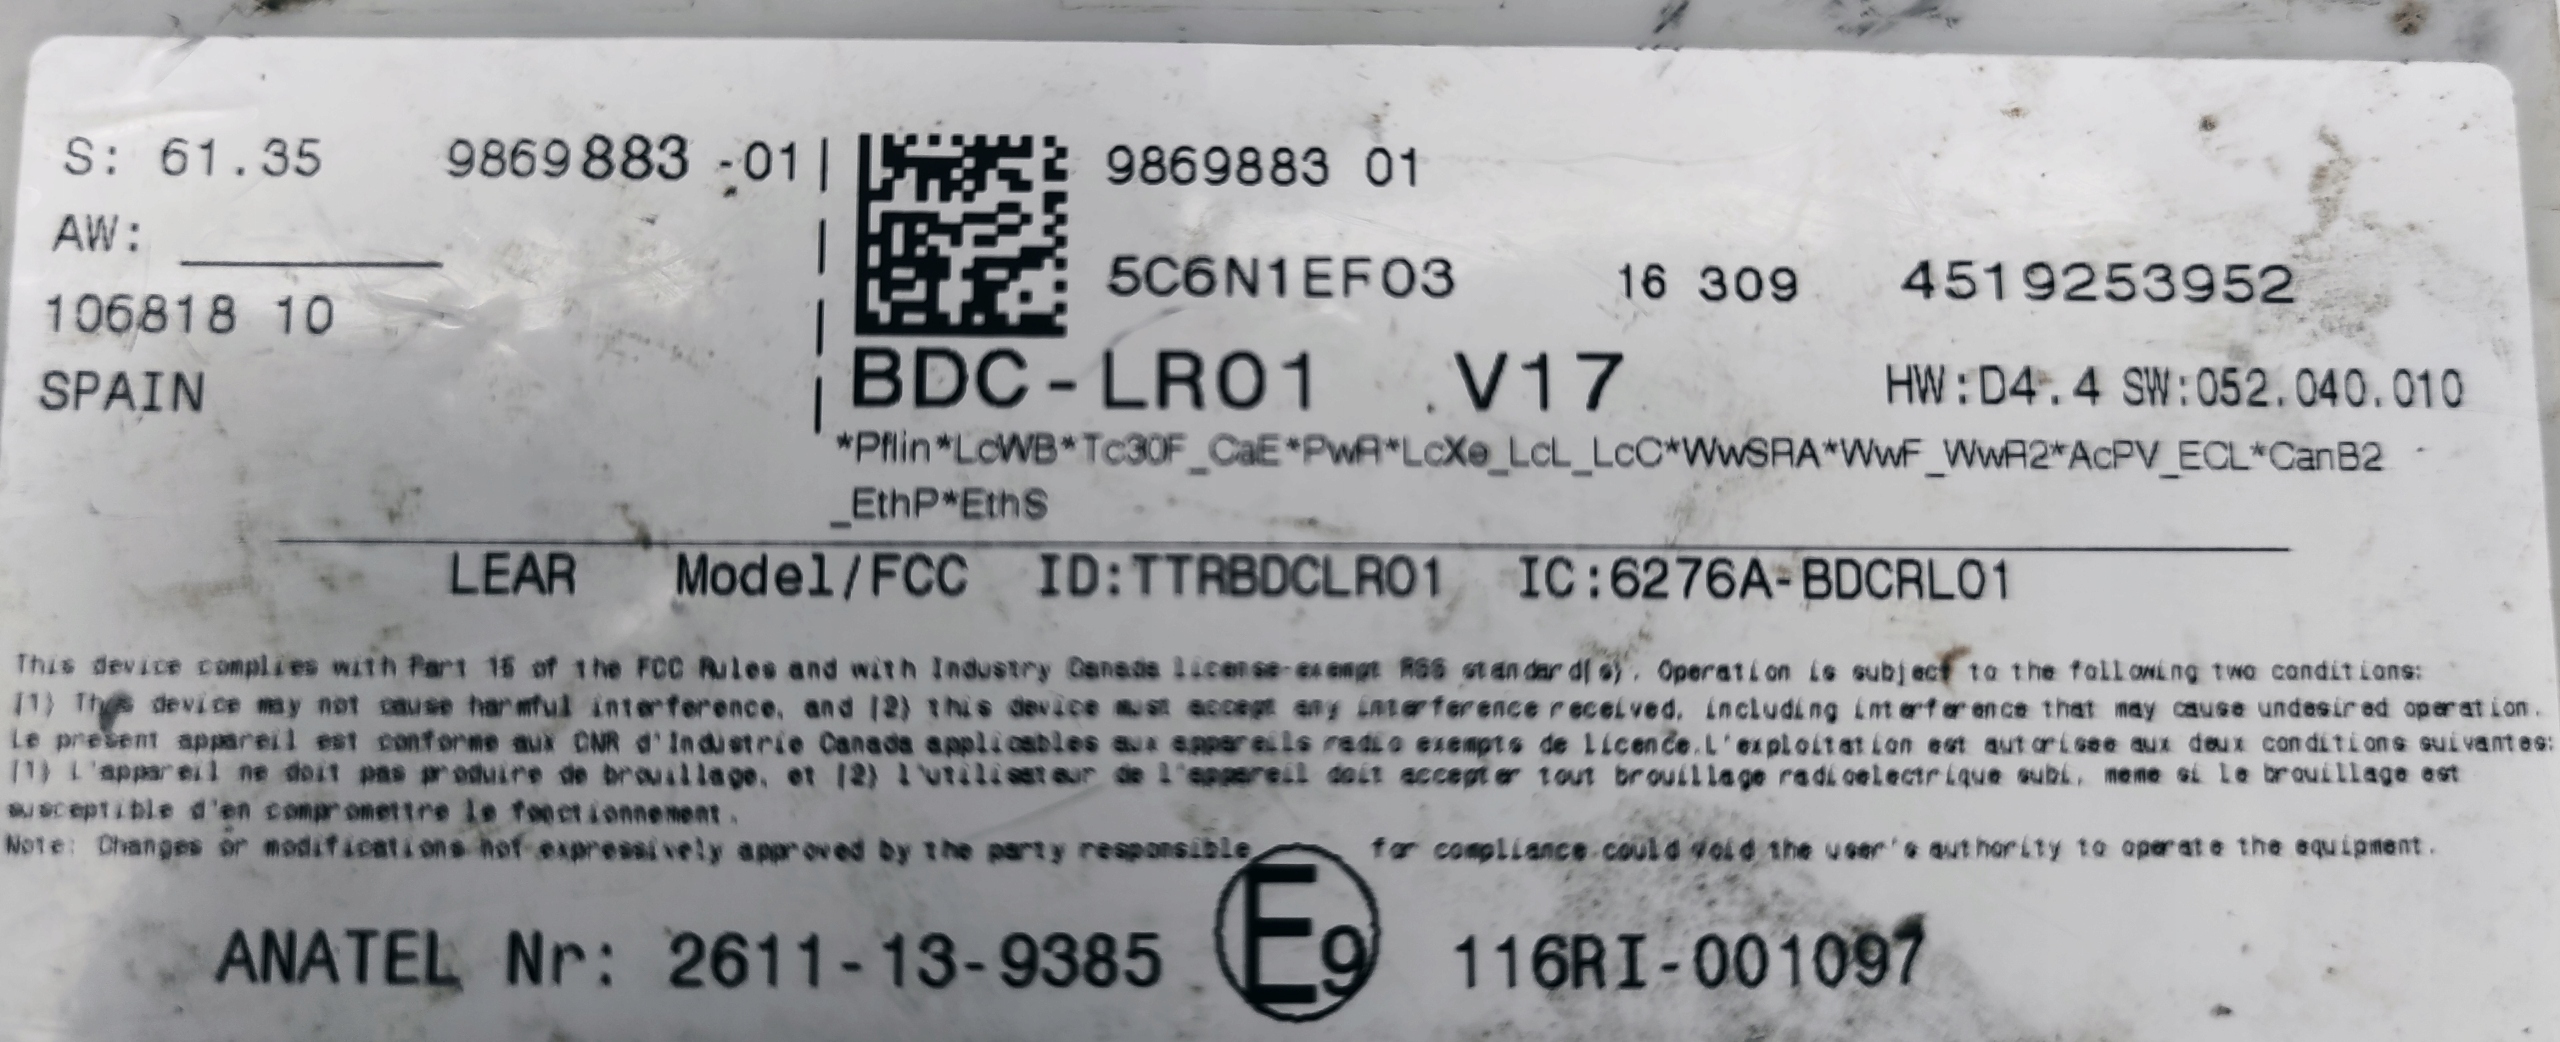 S: 61.35 9869883 -01
AW:
106818 10
SPAIN
9869883 01
5C6N1EF03 16 309 4519253952
BDC-LR01 V17 HW:D4.4 SW:052.040.010
*Pflin*LcWB*Tc30F_CaE*PwA*LcXe_LcL_LcC*WwSRA*WwF_WwR2*AcPV_ECL*CanB2
_EthP*EthS
LEAR Model/FCC ID:TTRBDCLR01 IC:6276A-BDCRL01
This device complies with Part 15 of the FCC Rules and with Industry Canada license-exempt RSS standard(s). Operation is subject to the following two conditions:
(1) This device may not cause harmful interference, and (2) this device must accept any interference received, including interference that may cause undesired operation.
Le present appareil est conforme aux CNR d'Industrie Canada applicables aux appareils radio exempts de licence.L'exploitation est autorisee aux deux conditions suivantes:
(1) l'appareil ne doit pas produire de brouillage, et (2) l'utilisateur de l'appareil doit accepter tout brouillage radioelectrique subi, meme si le brouillage est
susceptible d'en compromettre le fonctionnement.
Note: Changes or modifications not expressively approved by the party responsible for compliance could void the user's authority to operate the equipment.
ANATEL Nr: 2611-13-9385 E9 116RI-001097